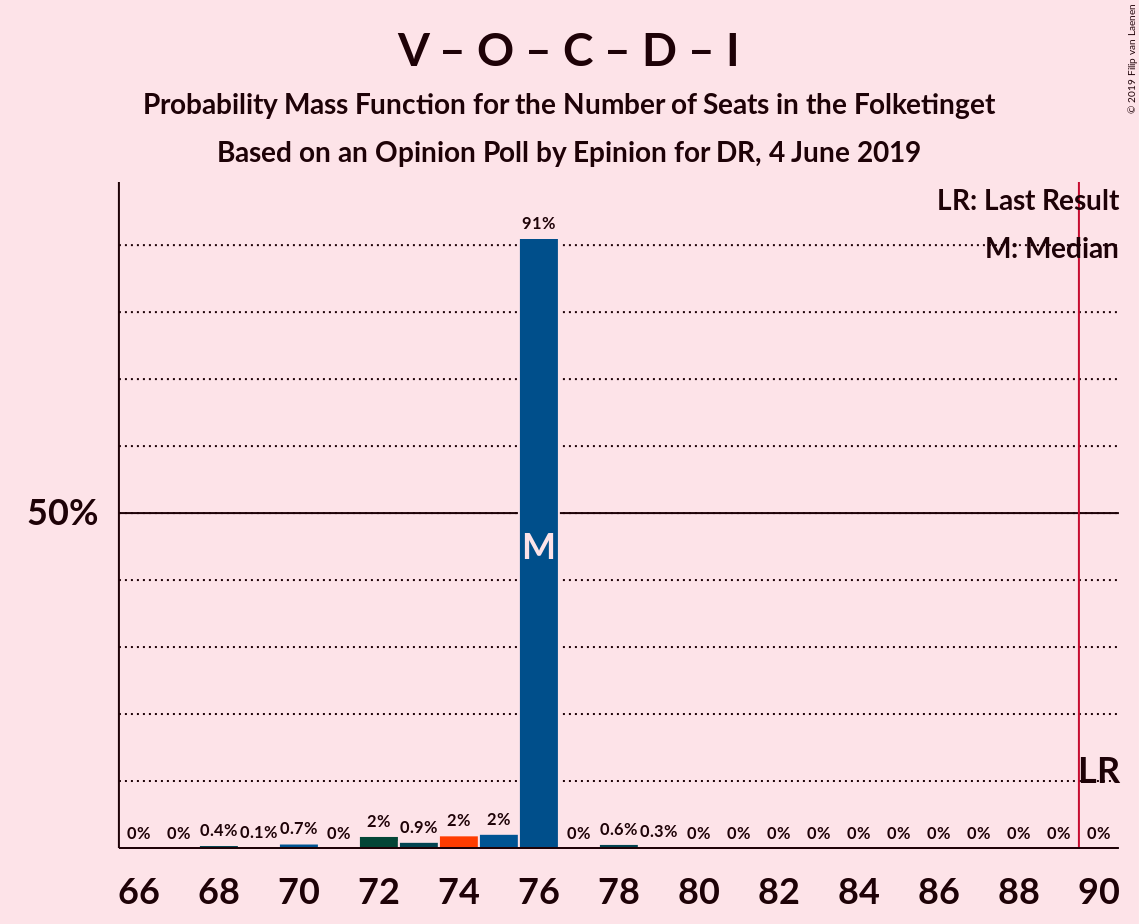 V – O – C – D – I
Probability Mass Function for the Number of Seats in the Folketinget
Based on an Opinion Poll by Epinion for DR, 4 June 2019
© 2019 Filip van Laenen
LR: Last Result
M: Median
91%
50%
M
LR
0% 0% 0.4% 0.1% 0.7% 0% 2% 0.9% 2% 2% 0% 0.6% 0.3% 0% 0% 0% 0% 0% 0% 0% 0% 0% 0% 0%
66 68 70 72 74 76 78 80 82 84 86 88 90